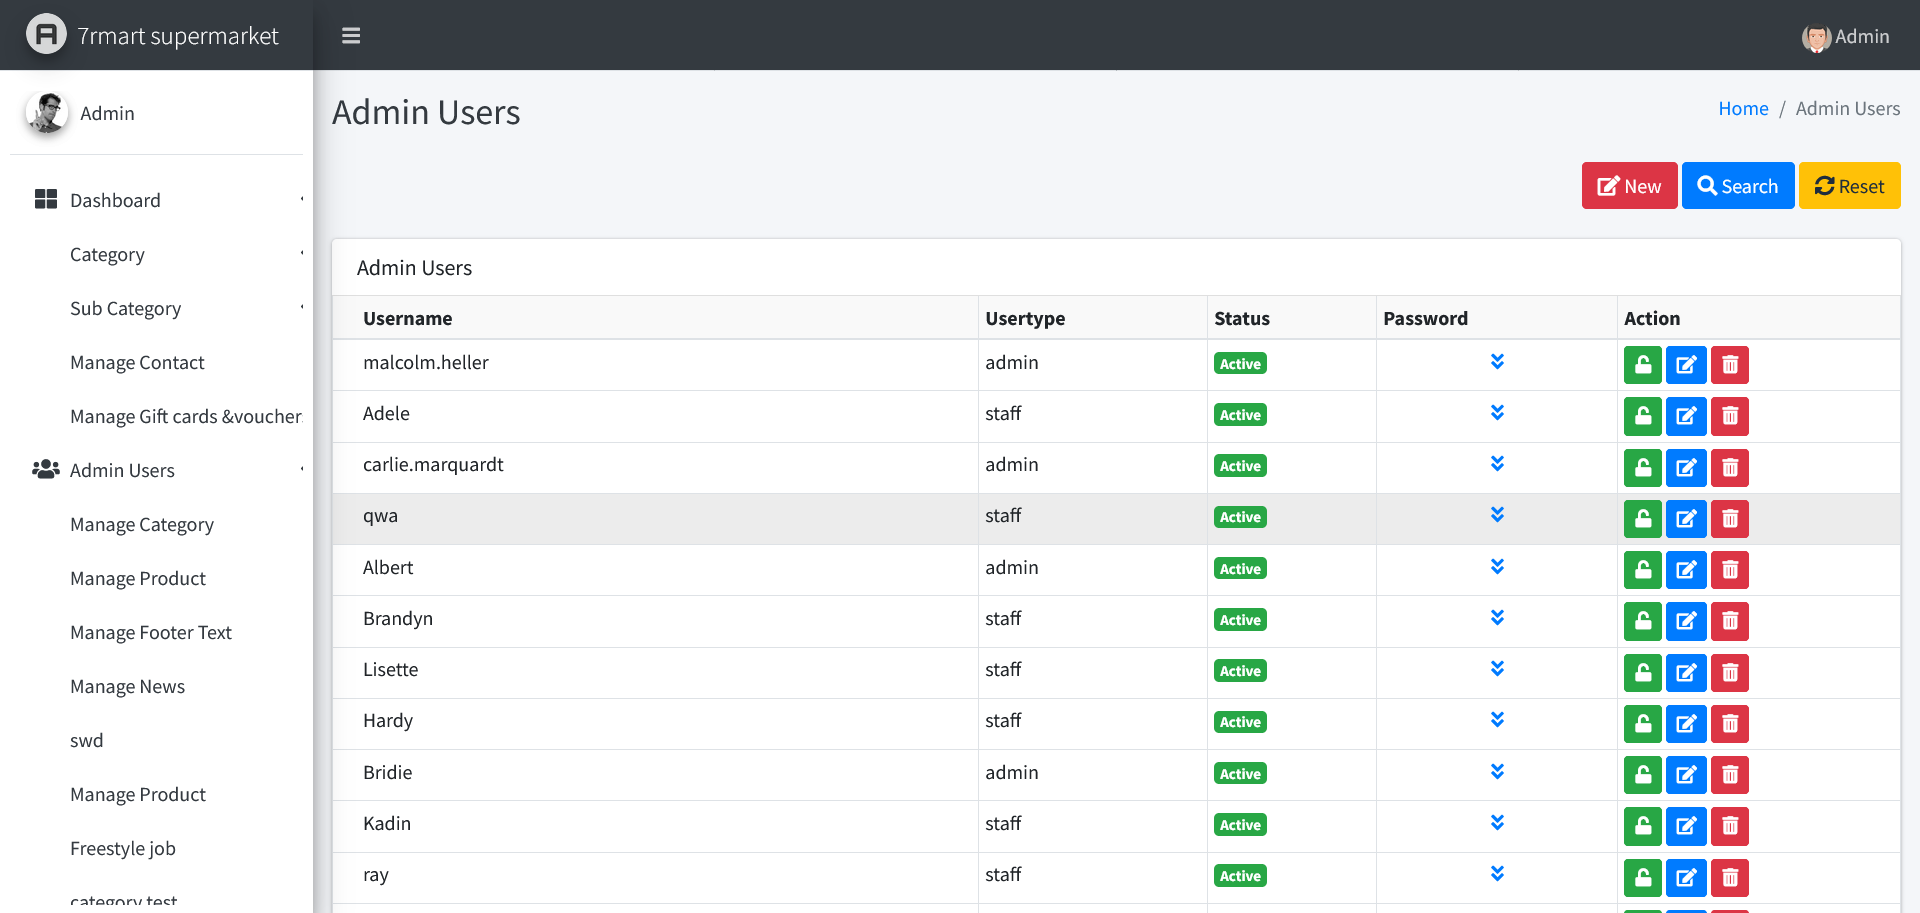 7rmart supermarket
Admin
Admin
Dashboard
Category
Sub Category
Manage Contact
Manage Gift cards &voucher
Admin Users
Manage Category
Manage Product
Manage Footer Text
Manage News
swd
Manage Product
Freestyle job
category test
Admin Users
Home / Admin Users
New Search Reset
Admin Users
Username Usertype Status Password Action
malcolm.heller admin Active
Adele staff Active
carlie.marquardt admin Active
qwa staff Active
Albert admin Active
Brandyn staff Active
Lisette staff Active
Hardy staff Active
Bridie admin Active
Kadin staff Active
ray staff Active